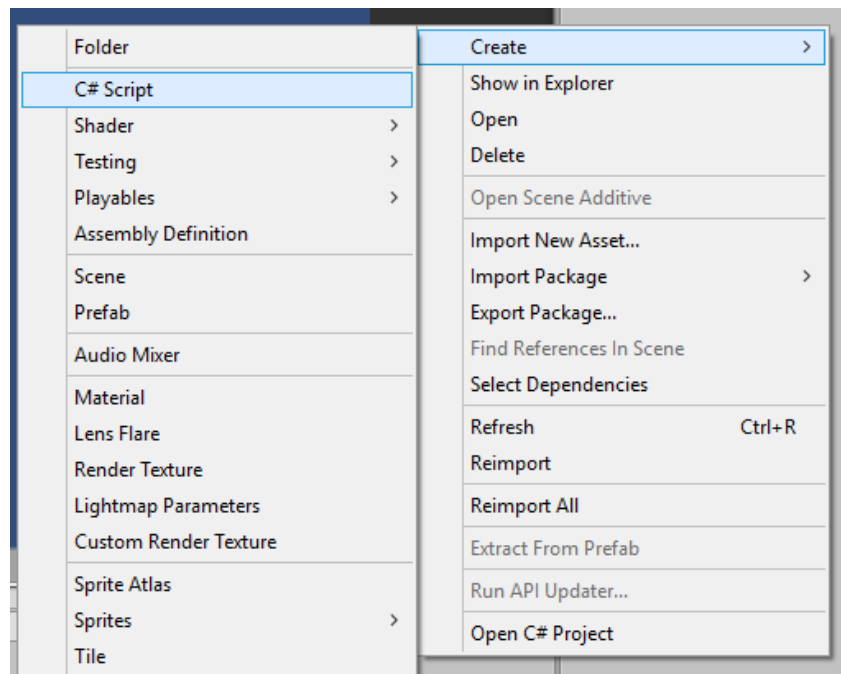 Folder
C# Script
Shader
Testing
Playables
Assembly Definition
Scene
Prefab
Audio Mixer
Material
Lens Flare
Render Texture
Lightmap Parameters
Custom Render Texture
Sprite Atlas
Sprites
Tile
Create
Show in Explorer
Open
Delete
Open Scene Additive
Import New Asset...
Import Package
Export Package...
Find References In Scene
Select Dependencies
Refresh Ctrl+R
Reimport
Reimport All
Extract From Prefab
Run API Updater...
Open C# Project